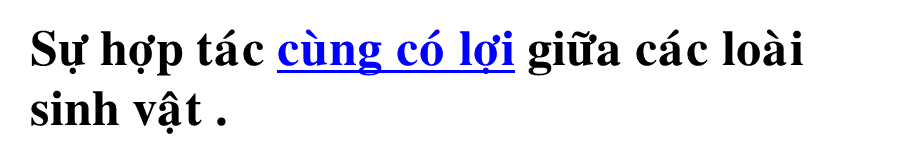 Sự hợp tác cùng có lợi giữa các loài
sinh vật .